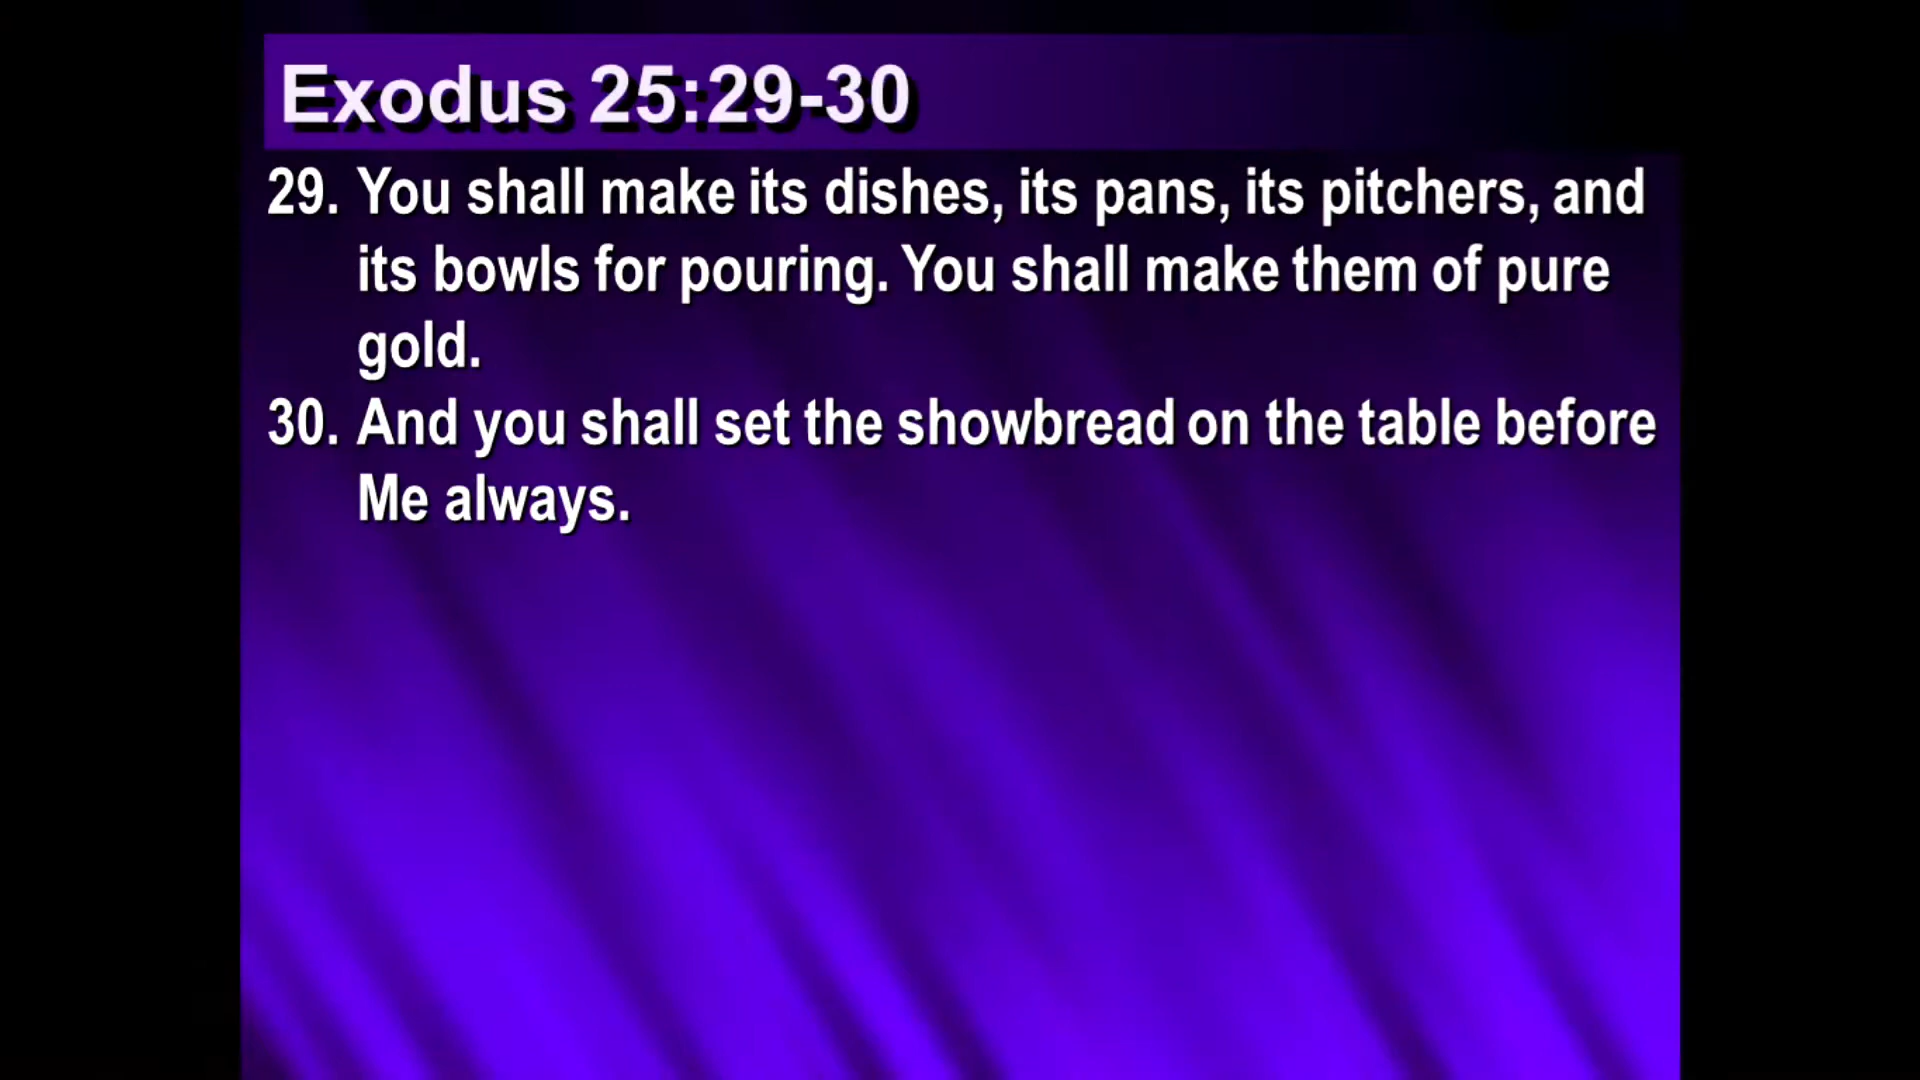 Exodus 25:29-30
29. You shall make its dishes, its pans, its pitchers, and
its bowls for pouring. You shall make them of pure
gold.
30. And you shall set the showbread on the table before
Me always.